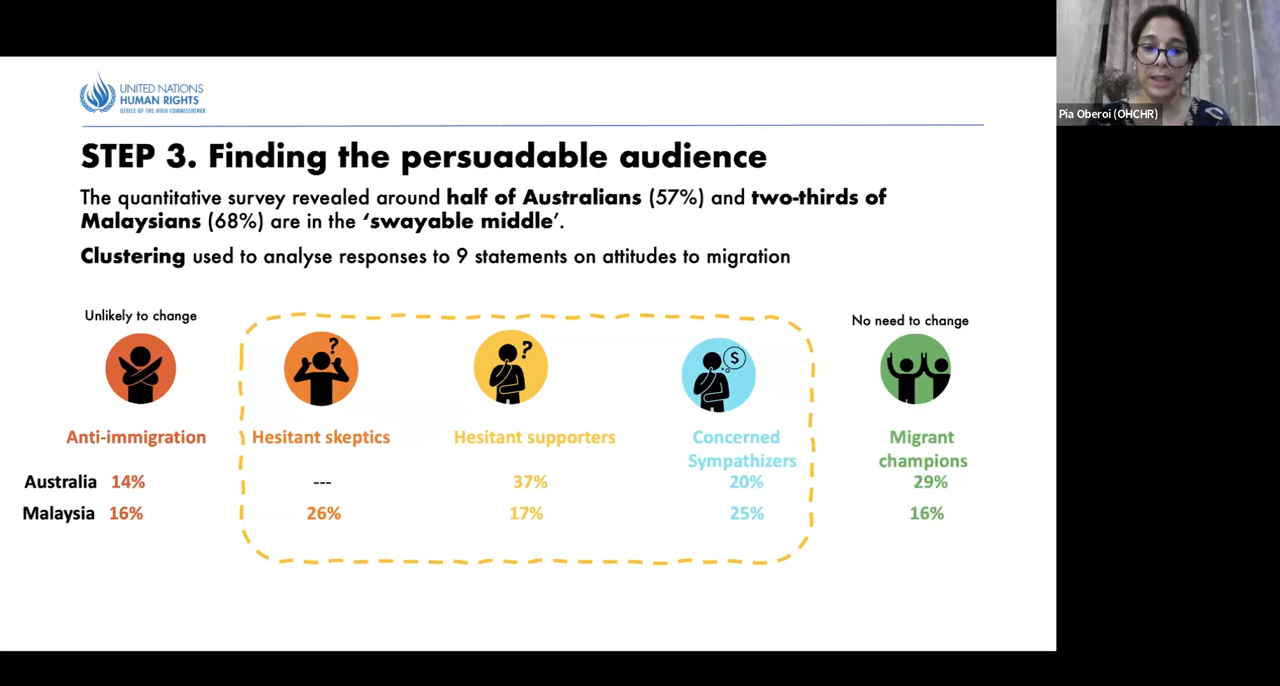 UNITED NATIONS
HUMAN RIGHTS
OFFICE OF THE HIGH COMMISSIONER
Pia Oberoi (OHCHR)
STEP 3. Finding the persuadable audience
The quantitative survey revealed around half of Australians (57%) and two-thirds of
Malaysians (68%) are in the ‘swayable middle’.
Clustering used to analyse responses to 9 statements on attitudes to migration
Unlikely to change
No need to change
?
?
$
Anti-immigration
Hesitant skeptics
Hesitant supporters
Concerned
Sympathizers
Migrant
champions
Australia 14% --- 37% 20% 29%
Malaysia 16% 26% 17% 25% 16%